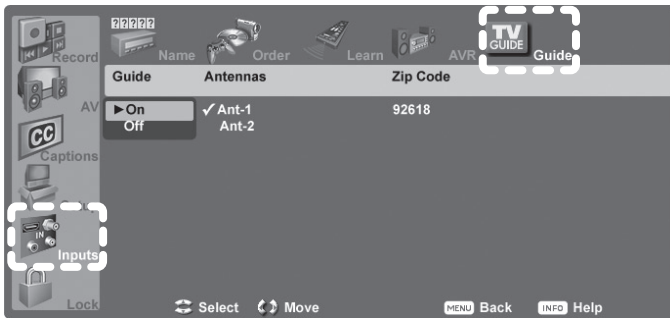 ?????
Record
Name
Order
Learn
AVR
TV
GUIDE
Guide
AV
CC
Captions
IN
Inputs
Lock
Guide Antennas Zip Code
►On ✓Ant-1 92618
Off Ant-2
Select Move MENU Back INFO Help